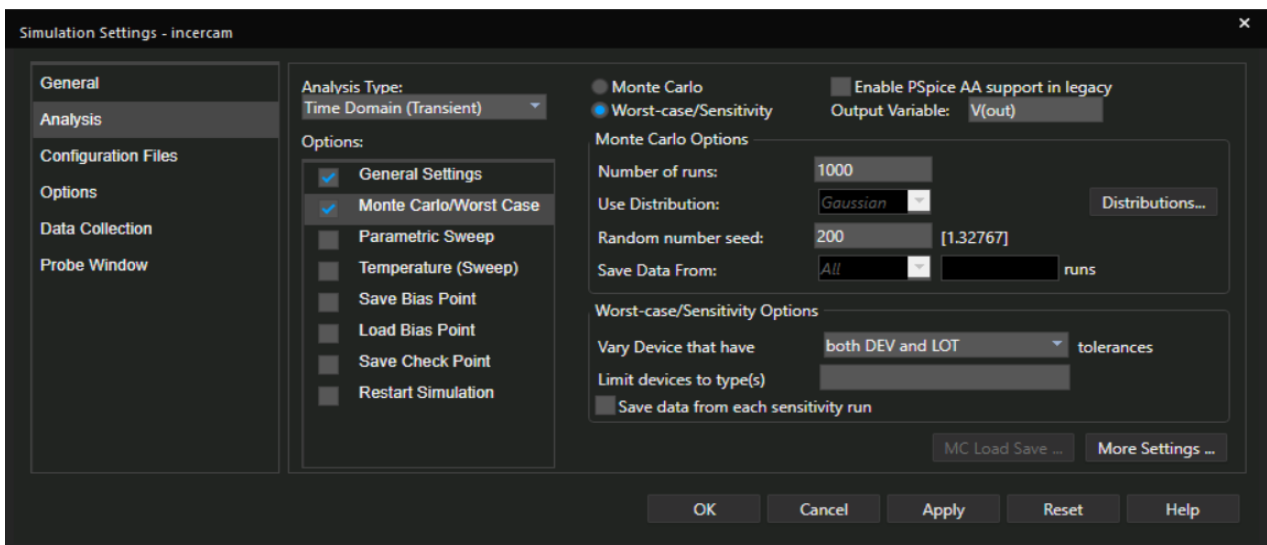 Simulation Settings - incercam
×
General
Analysis
Configuration Files
Options
Data Collection
Probe Window
Analysis Type:
Time Domain (Transient)
Options:
General Settings
Monte Carlo/Worst Case
Parametric Sweep
Temperature (Sweep)
Save Bias Point
Load Bias Point
Save Check Point
Restart Simulation
Monte Carlo
Enable PSpice AA support in legacy
Worst-case/Sensitivity
Output Variable: V(out)
Monte Carlo Options
Number of runs: 1000
Use Distribution: Gaussian Distributions...
Random number seed: 200 [1.32767]
Save Data From: All runs
Worst-case/Sensitivity Options
Vary Device that have both DEV and LOT tolerances
Limit devices to type(s)
Save data from each sensitivity run
MC Load Save ... More Settings ...
OK Cancel Apply Reset Help